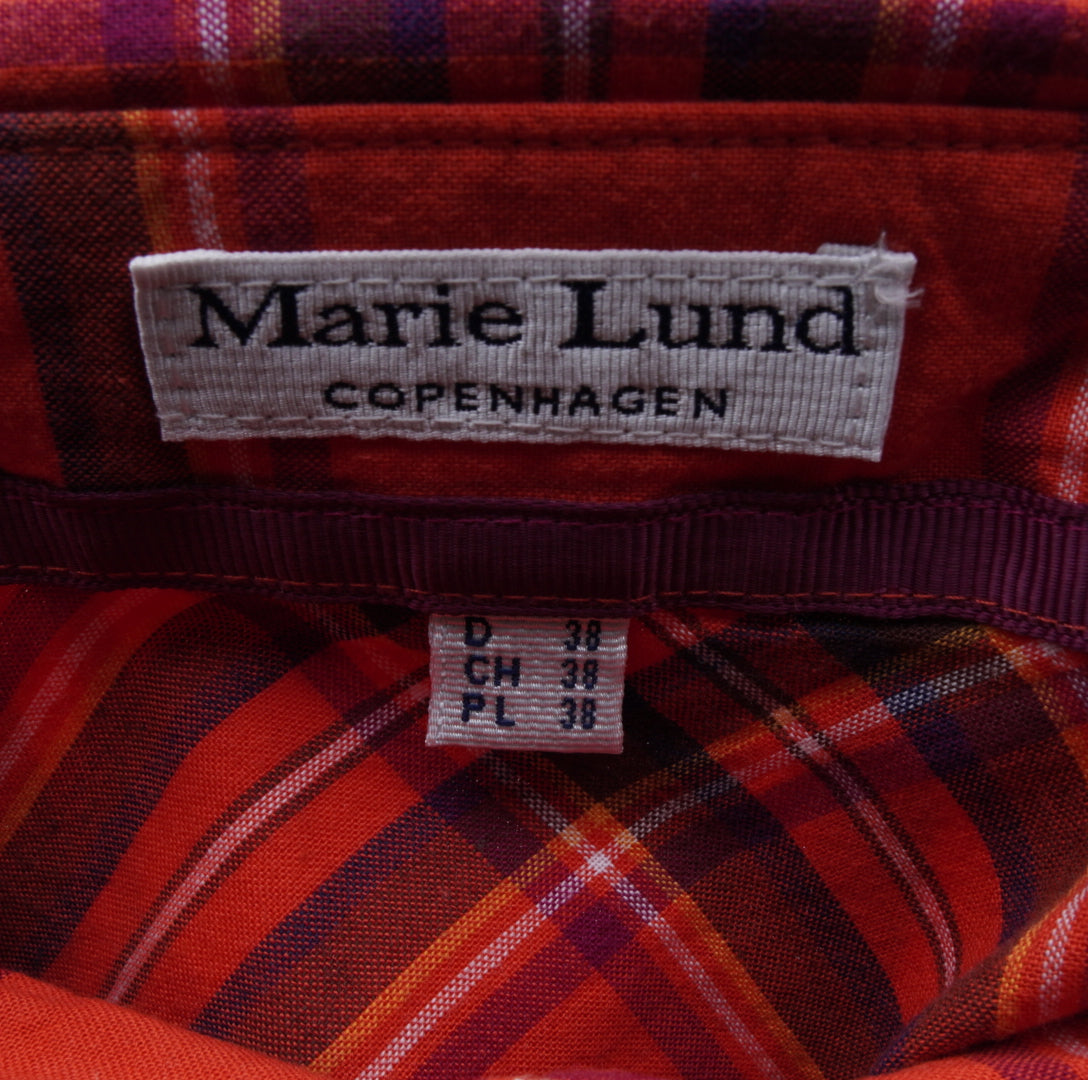 Marie Lund
COPENHAGEN
D 38
CH 38
PL 38